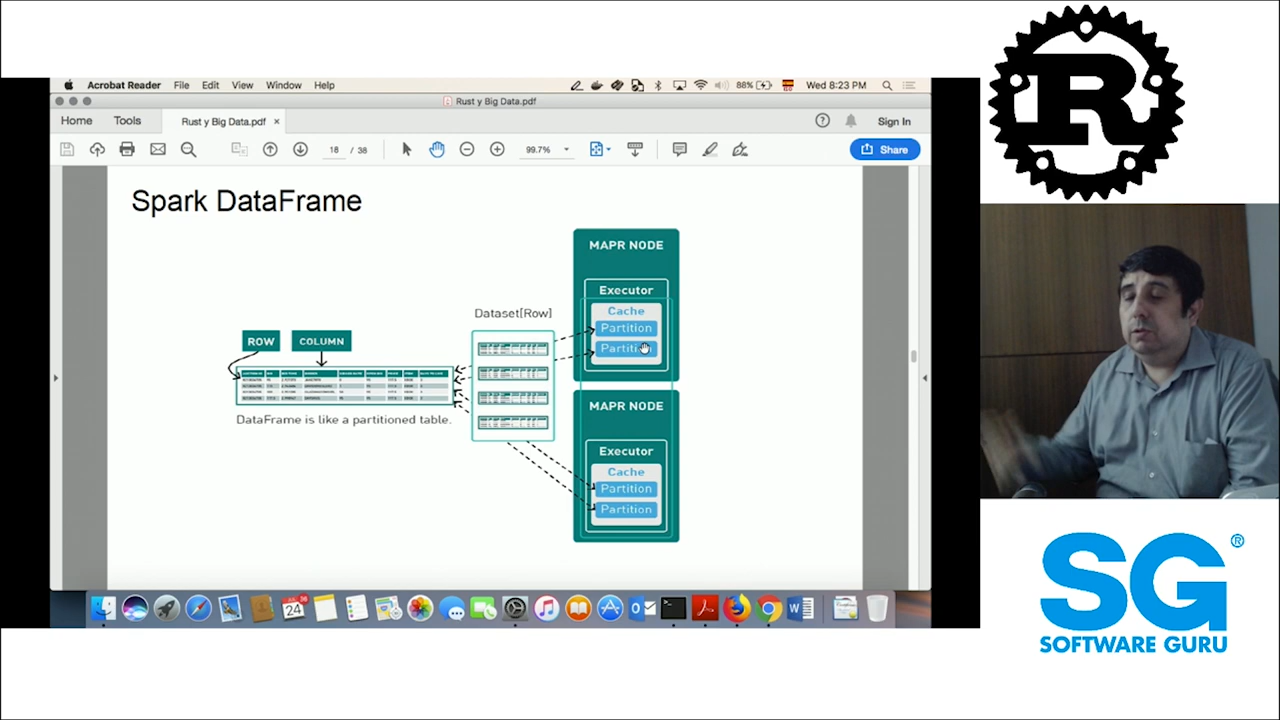 Acrobat Reader File Edit View Window Help 88% Wed 8:23 PM
Rust y Big Data.pdf
Home Tools Rust y Big Data.pdf × Sign In
18 / 38 99.7% Share
Spark DataFrame
MAPR NODE
Executor
Cache
Partition
Partition
Dataset[Row]
ROW COLUMN
DataFrame is like a partitioned table.
MAPR NODE
Executor
Cache
Partition
Partition
24
R
SG®
SOFTWARE GURU